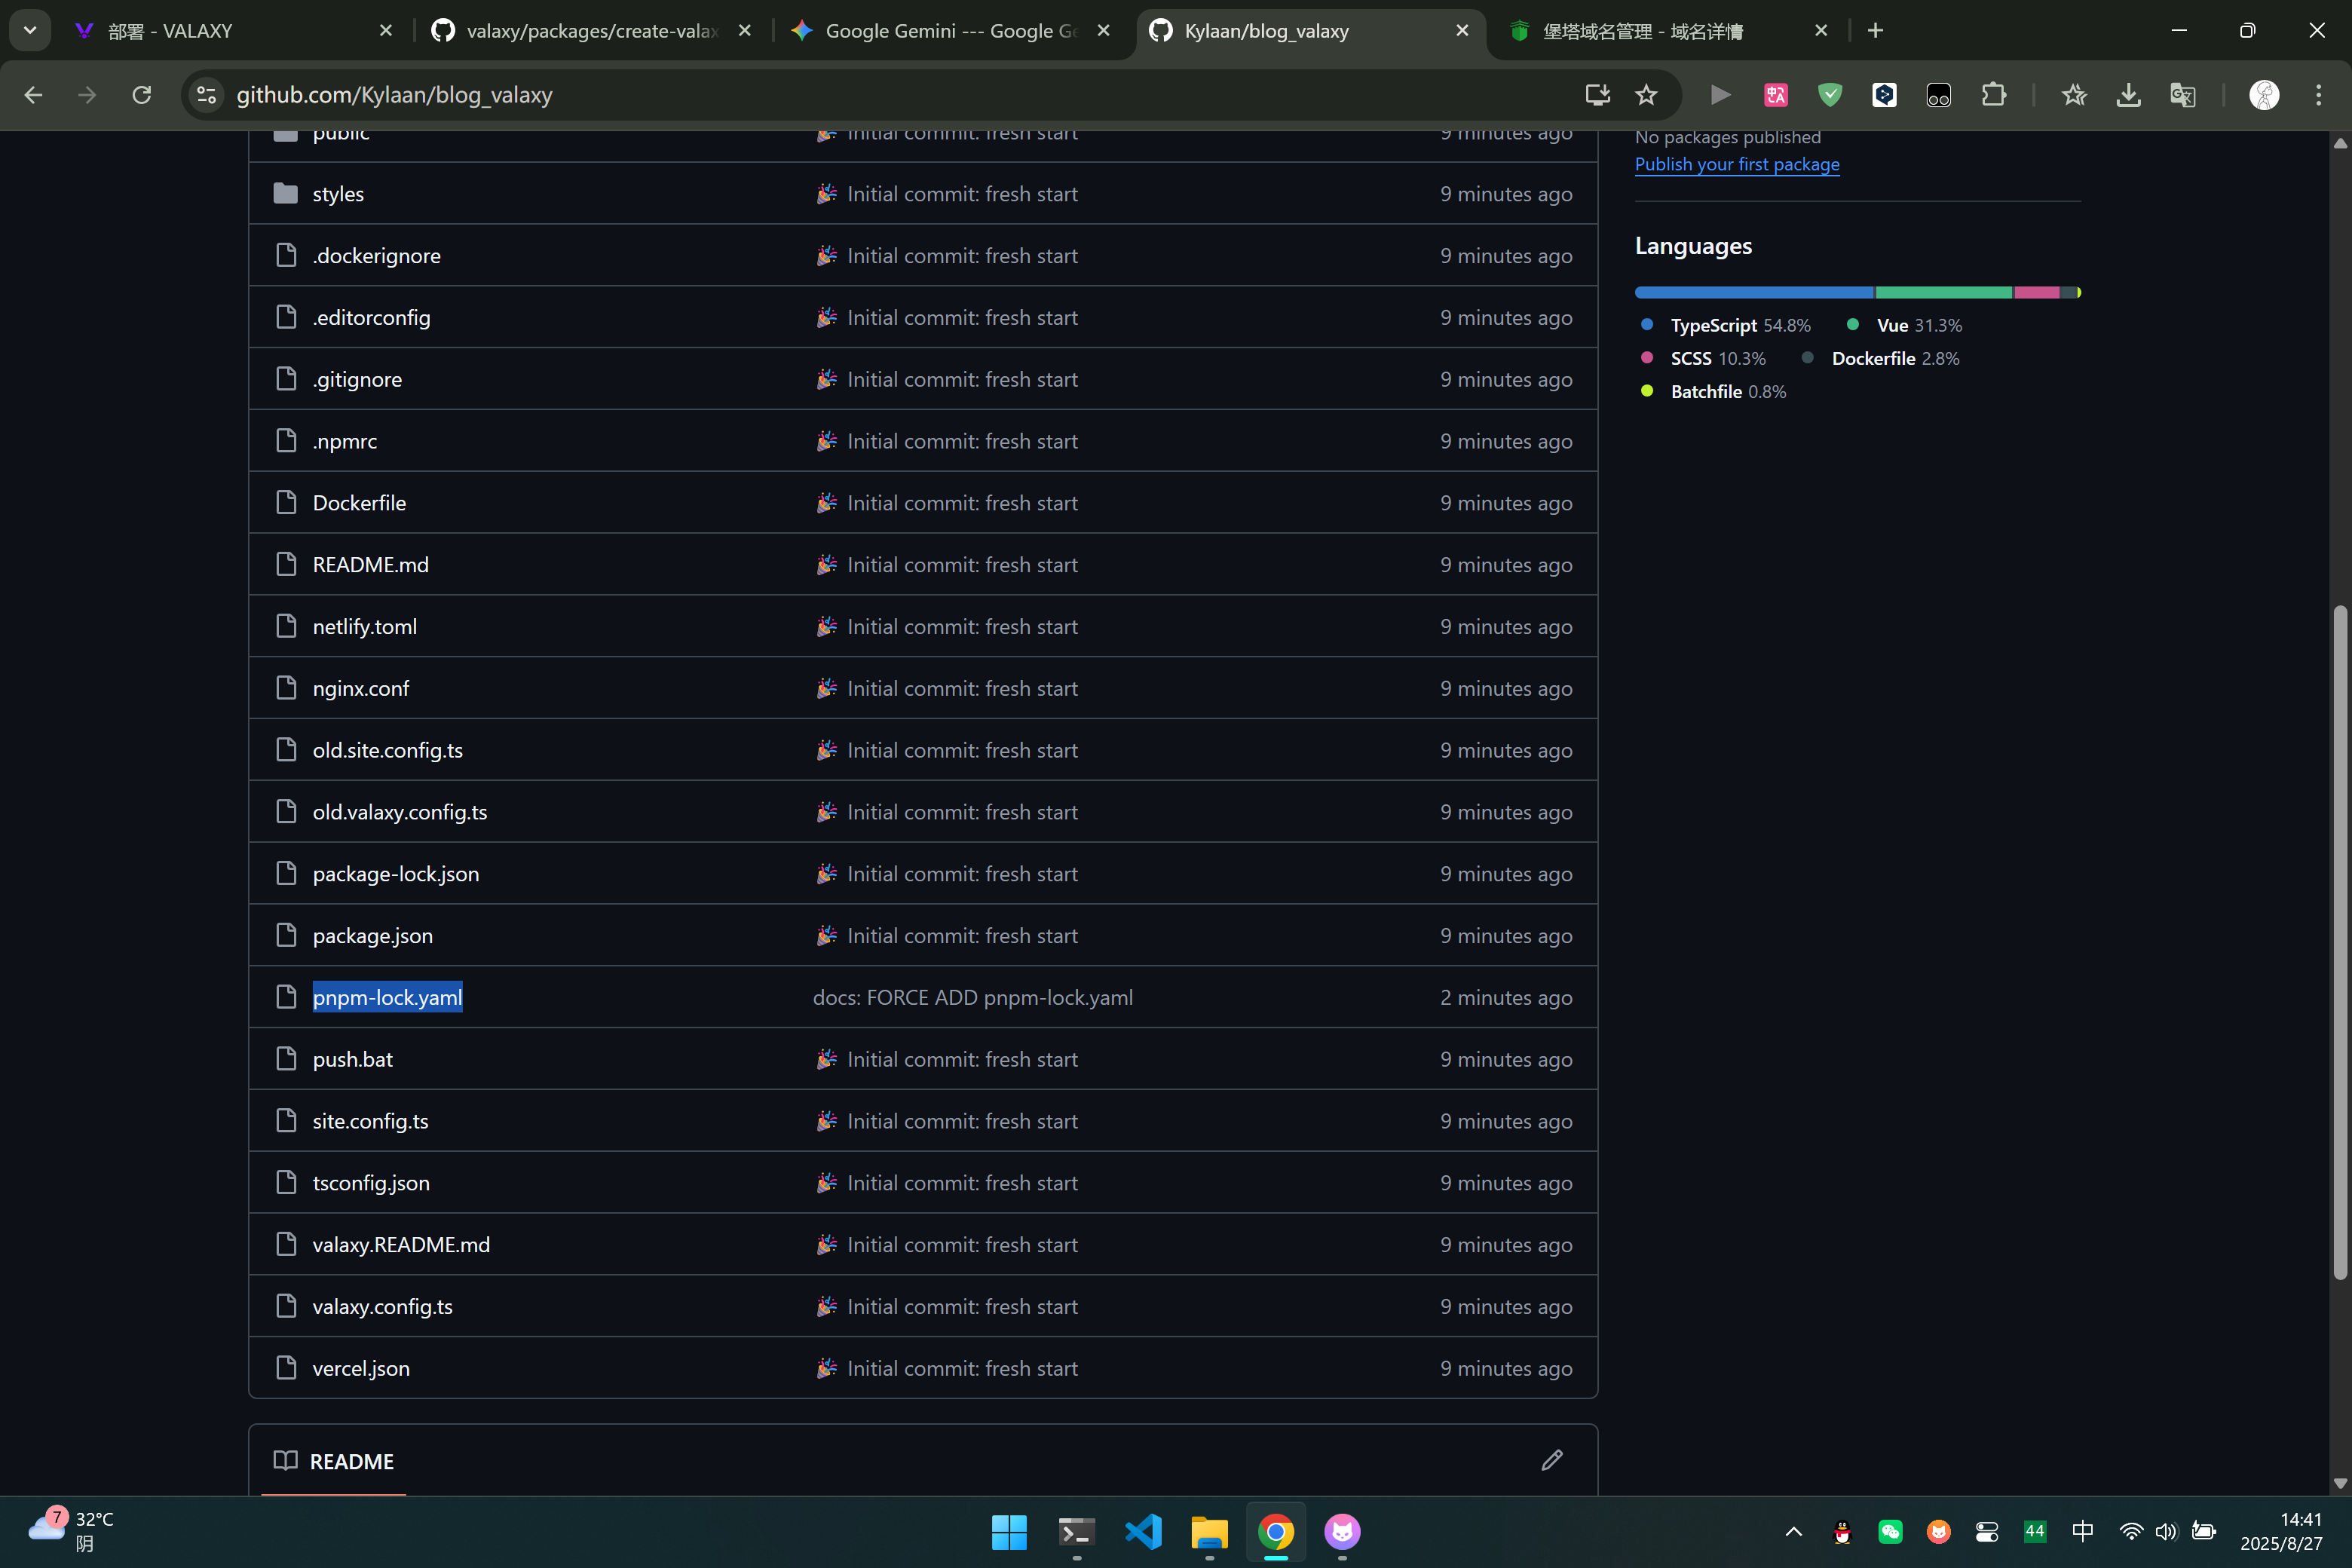 部署 - VALAXY
valaxy/packages/create-valax
Google Gemini --- Google Ge
Kylaan/blog_valaxy
堡塔域名管理 - 域名详情
github.com/Kylaan/blog_valaxy
public Initial commit: fresh start 9 minutes ago
styles Initial commit: fresh start 9 minutes ago
.dockerignore Initial commit: fresh start 9 minutes ago
.editorconfig Initial commit: fresh start 9 minutes ago
.gitignore Initial commit: fresh start 9 minutes ago
.npmrc Initial commit: fresh start 9 minutes ago
Dockerfile Initial commit: fresh start 9 minutes ago
README.md Initial commit: fresh start 9 minutes ago
netlify.toml Initial commit: fresh start 9 minutes ago
nginx.conf Initial commit: fresh start 9 minutes ago
old.site.config.ts Initial commit: fresh start 9 minutes ago
old.valaxy.config.ts Initial commit: fresh start 9 minutes ago
package-lock.json Initial commit: fresh start 9 minutes ago
package.json Initial commit: fresh start 9 minutes ago
pnpm-lock.yaml docs: FORCE ADD pnpm-lock.yaml 2 minutes ago
push.bat Initial commit: fresh start 9 minutes ago
site.config.ts Initial commit: fresh start 9 minutes ago
tsconfig.json Initial commit: fresh start 9 minutes ago
valaxy.README.md Initial commit: fresh start 9 minutes ago
valaxy.config.ts Initial commit: fresh start 9 minutes ago
vercel.json Initial commit: fresh start 9 minutes ago
README
No packages published
Publish your first package
Languages
TypeScript 54.8% Vue 31.3%
SCSS 10.3% Dockerfile 2.8%
Batchfile 0.8%
7
32°C
阴
44
中
14:41
2025/8/27